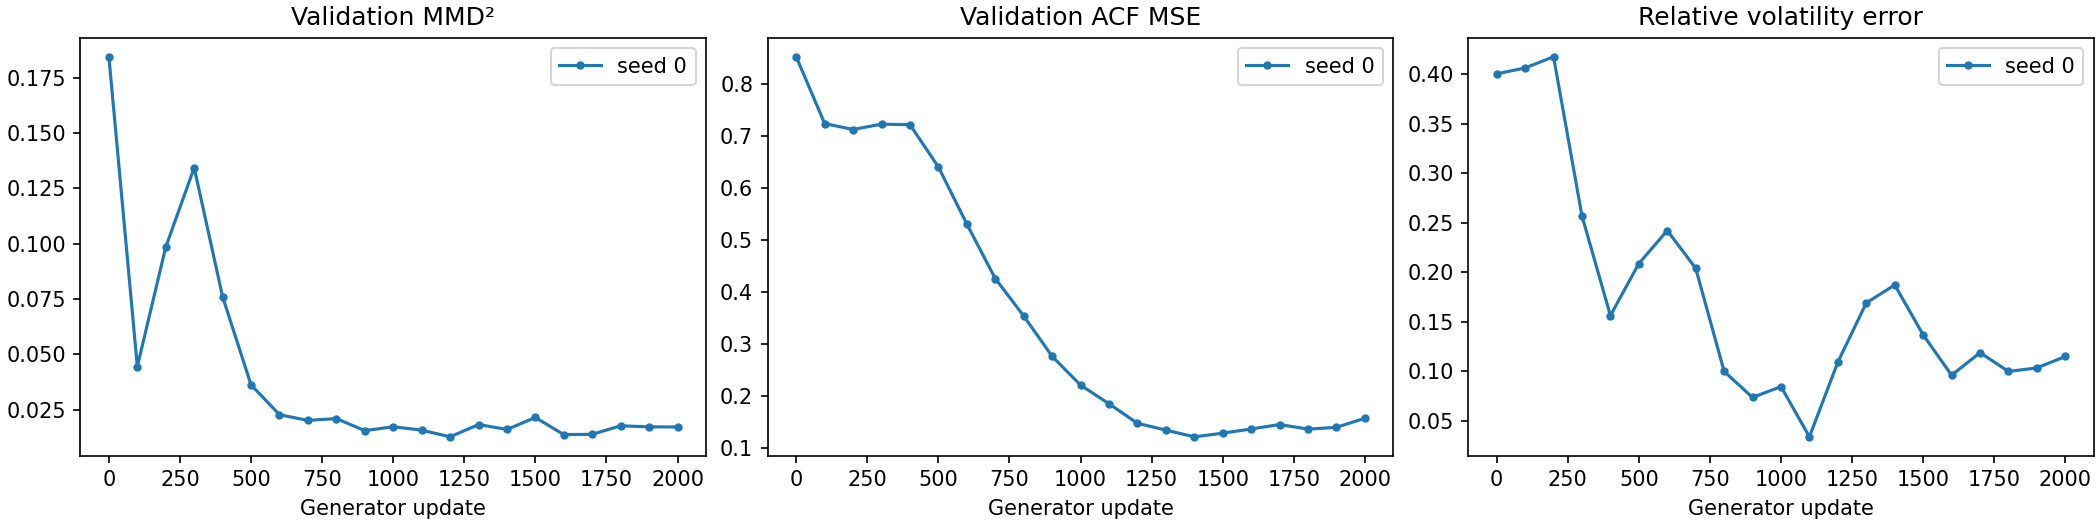 Validation MMD²
seed 0
0.175
0.150
0.125
0.100
0.075
0.050
0.025
0 250 500 750 1000 1250 1500 1750 2000
Generator update
Validation ACF MSE
seed 0
0.8
0.7
0.6
0.5
0.4
0.3
0.2
0.1
0 250 500 750 1000 1250 1500 1750 2000
Generator update
Relative volatility error
seed 0
0.40
0.35
0.30
0.25
0.20
0.15
0.10
0.05
0 250 500 750 1000 1250 1500 1750 2000
Generator update